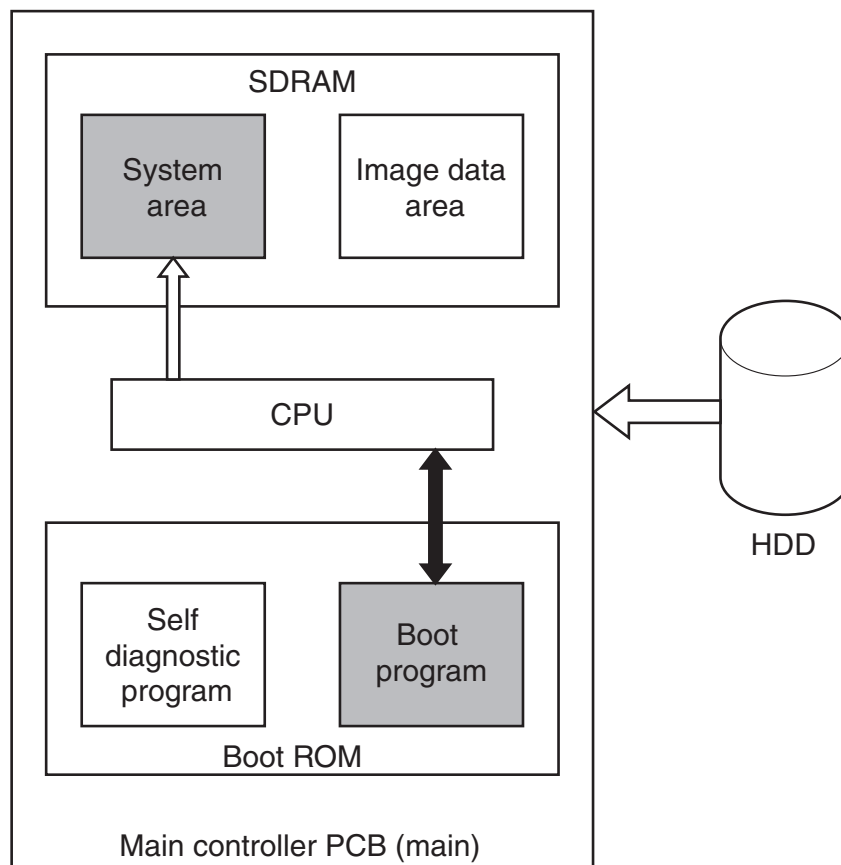 SDRAM
System
area
Image data
area
CPU
HDD
Self
diagnostic
program
Boot
program
Boot ROM
Main controller PCB (main)